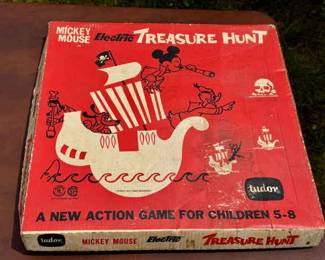 MICKEY MOUSE Electric TREASURE HUNT
tudor
A NEW ACTION GAME FOR CHILDREN 5-8
tudor MICKEY MOUSE Electric TREASURE HUNT